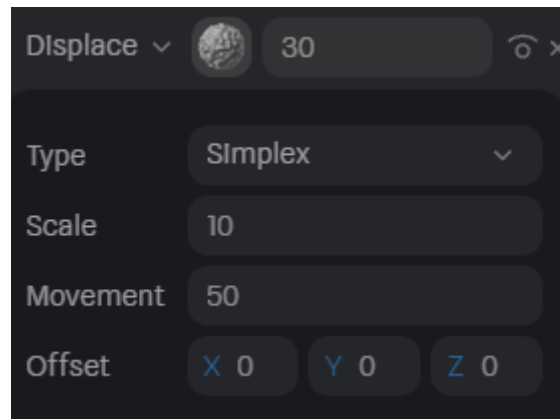 DIsplace 30
Type SImplex
Scale 10
Movement 50
Offset X 0 Y 0 Z 0